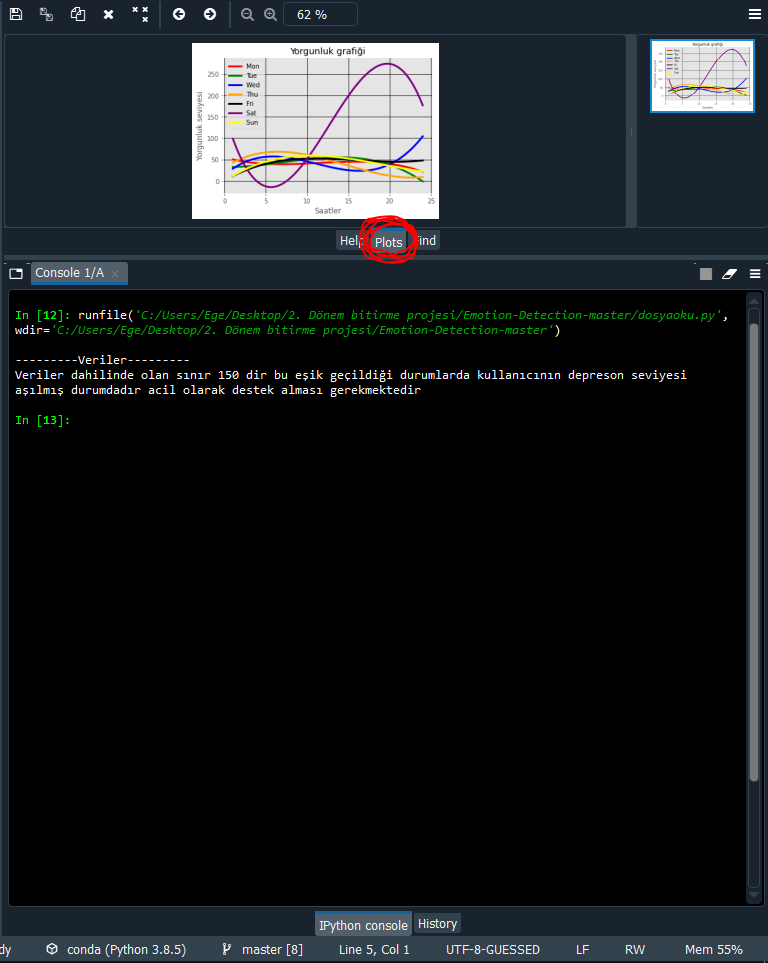 62 %
Yorgunluk grafiği
Mon
Tue
Wed
Thu
Fri
Sat
Sun
Yorgunluk seviyesi
250
200
150
100
50
0
0 5 10 15 20 25
Saatler
Help Plots Find
Console 1/A
In [12]: runfile('C:/Users/Ege/Desktop/2. Dönem bitirme projesi/Emotion-Detection-master/dosyaoku.py',
wdir='C:/Users/Ege/Desktop/2. Dönem bitirme projesi/Emotion-Detection-master')
---------Veriler---------
Veriler dahilinde olan sınır 150 dir bu eşik geçildiği durumlarda kullanıcının depreson seviyesi
aşılmış durumdadır acil olarak destek alması gerekmektedir
In [13]:
IPython console History
dy conda (Python 3.8.5) master [8] Line 5, Col 1 UTF-8-GUESSED LF RW Mem 55%